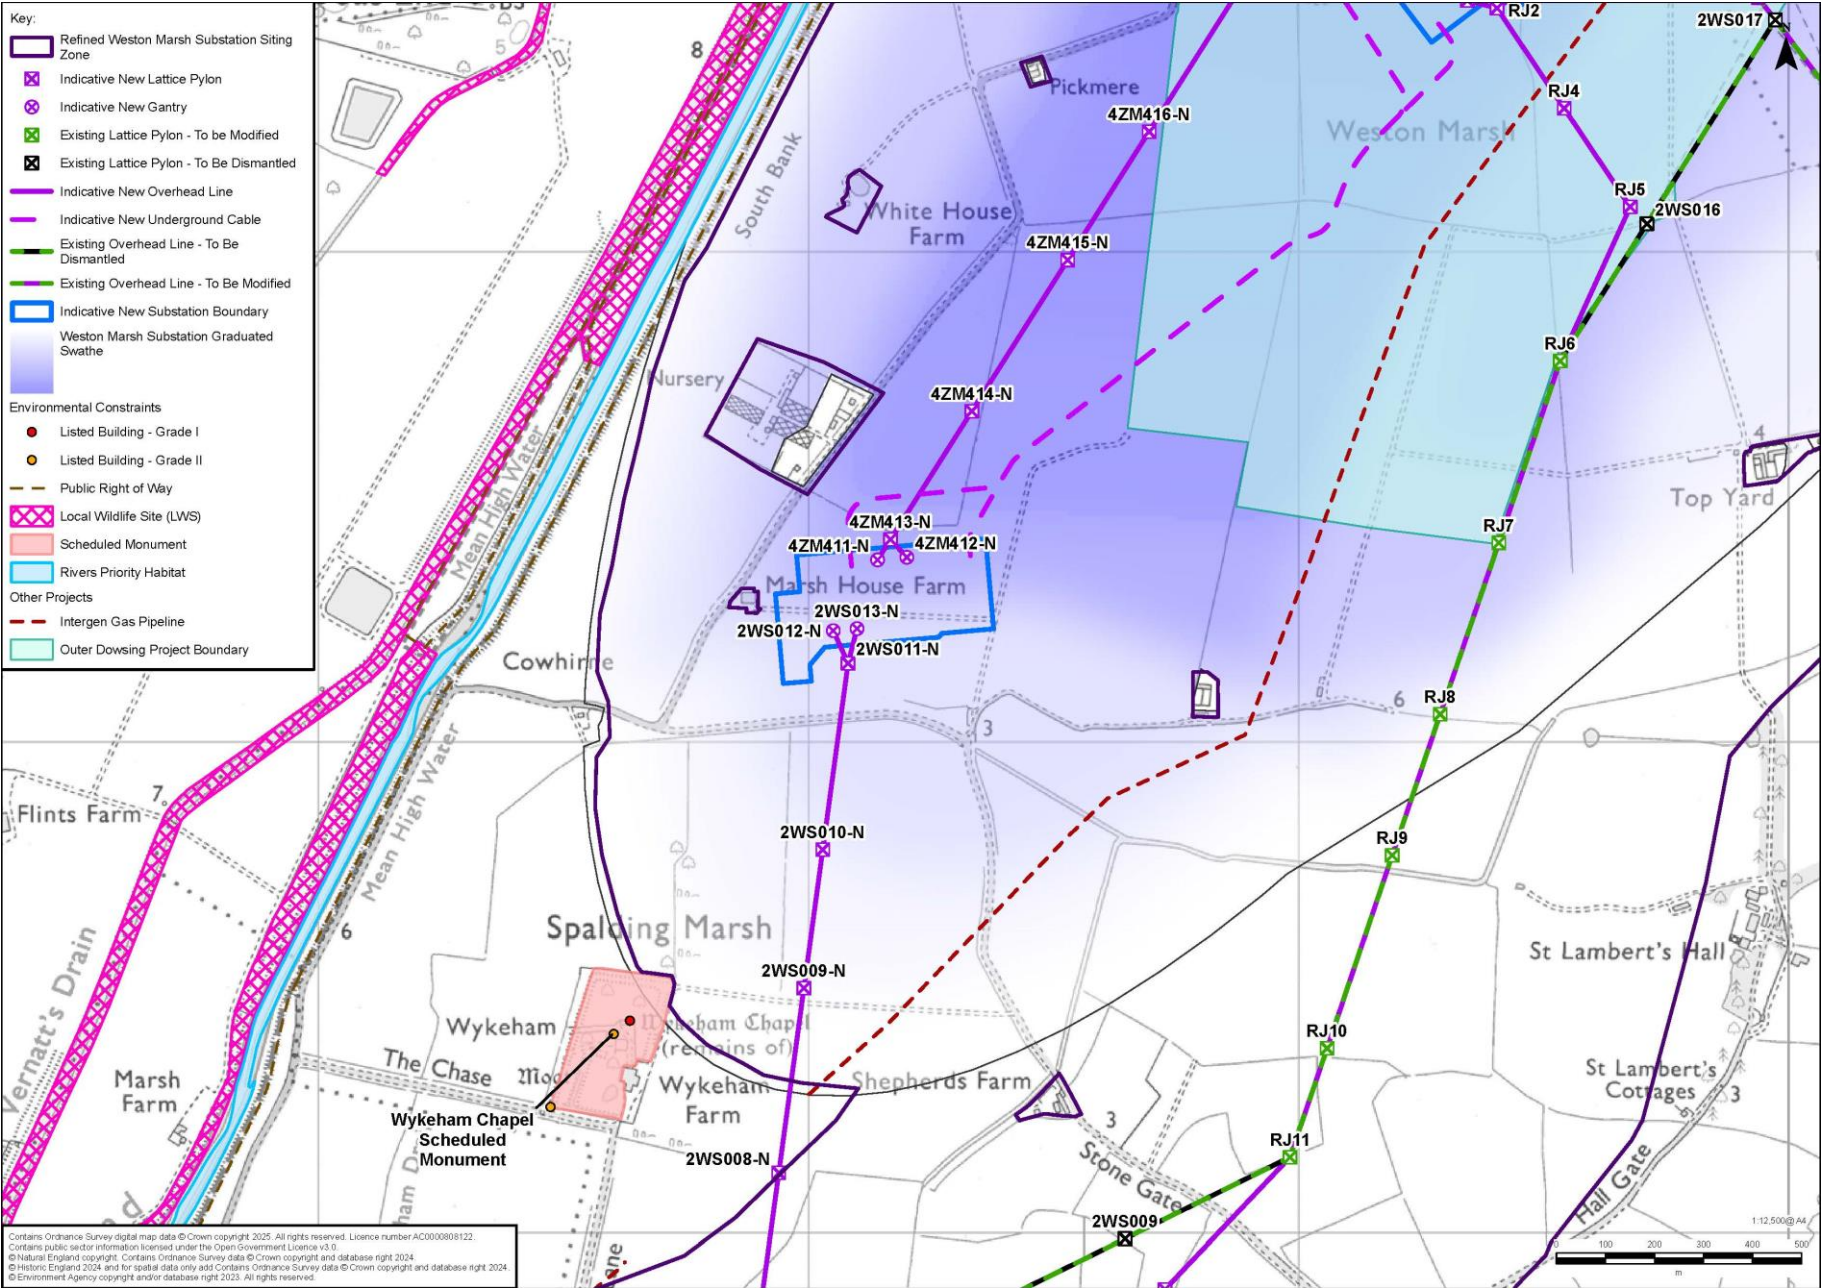 Key:
Refined Weston Marsh Substation Siting
Zone
Indicative New Lattice Pylon
Indicative New Gantry
Existing Lattice Pylon - To be Modified
Existing Lattice Pylon - To Be Dismantled
Indicative New Overhead Line
Indicative New Underground Cable
Existing Overhead Line - To Be
Dismantled
Existing Overhead Line - To Be Modified
Indicative New Substation Boundary
Weston Marsh Substation Graduated
Swathe
Environmental Constraints
Listed Building - Grade I
Listed Building - Grade II
Public Right of Way
Local Wildlife Site (LWS)
Scheduled Monument
Rivers Priority Habitat
Other Projects
Intergen Gas Pipeline
Outer Dowsing Project Boundary
5
8
RJ2
2WS017
Pickmere
4ZM416-N
RJ4
Weston Marsh
South Bank
White House
Farm
RJ5
2WS016
4ZM415-N
RJ6
Nursery
4ZM414-N
4
Top Yard
Mean High Water
4ZM413-N
4ZM411-N
4ZM412-N
RJ7
Marsh House Farm
2WS013-N
2WS012-N
2WS011-N
Cowhirne
3
6
RJ8
Mean High Water
7
Flints Farm
2WS010-N
RJ9
6
Spalding Marsh
St Lambert's Hall
2WS009-N
Vernatt's Drain
Wykeham
Wykeham Chapel
(remains of)
RJ10
The Chase
Marsh
Farm
Wykeham
Farm
Shepherds Farm
St Lambert's
Cottages
3
Wykeham Chapel
Scheduled
Monument
3
RJ11
2WS008-N
Stone Gate
Hall Gate
2WS009
1:12,500@ A4
0 100 200 300 400 500
m
Contains Ordnance Survey digital map data © Crown copyright 2025. All rights reserved. Licence number AC0000808122.
Contains public sector information licensed under the Open Government Licence v3.0.
© Natural England copyright. Contains Ordnance Survey data © Crown copyright and database right 2024.
© Historic England 2024 and for spatial data only add Contains Ordnance Survey data © Crown copyright and database right 2024.
© Environment Agency copyright and/or database right 2023. All rights reserved.